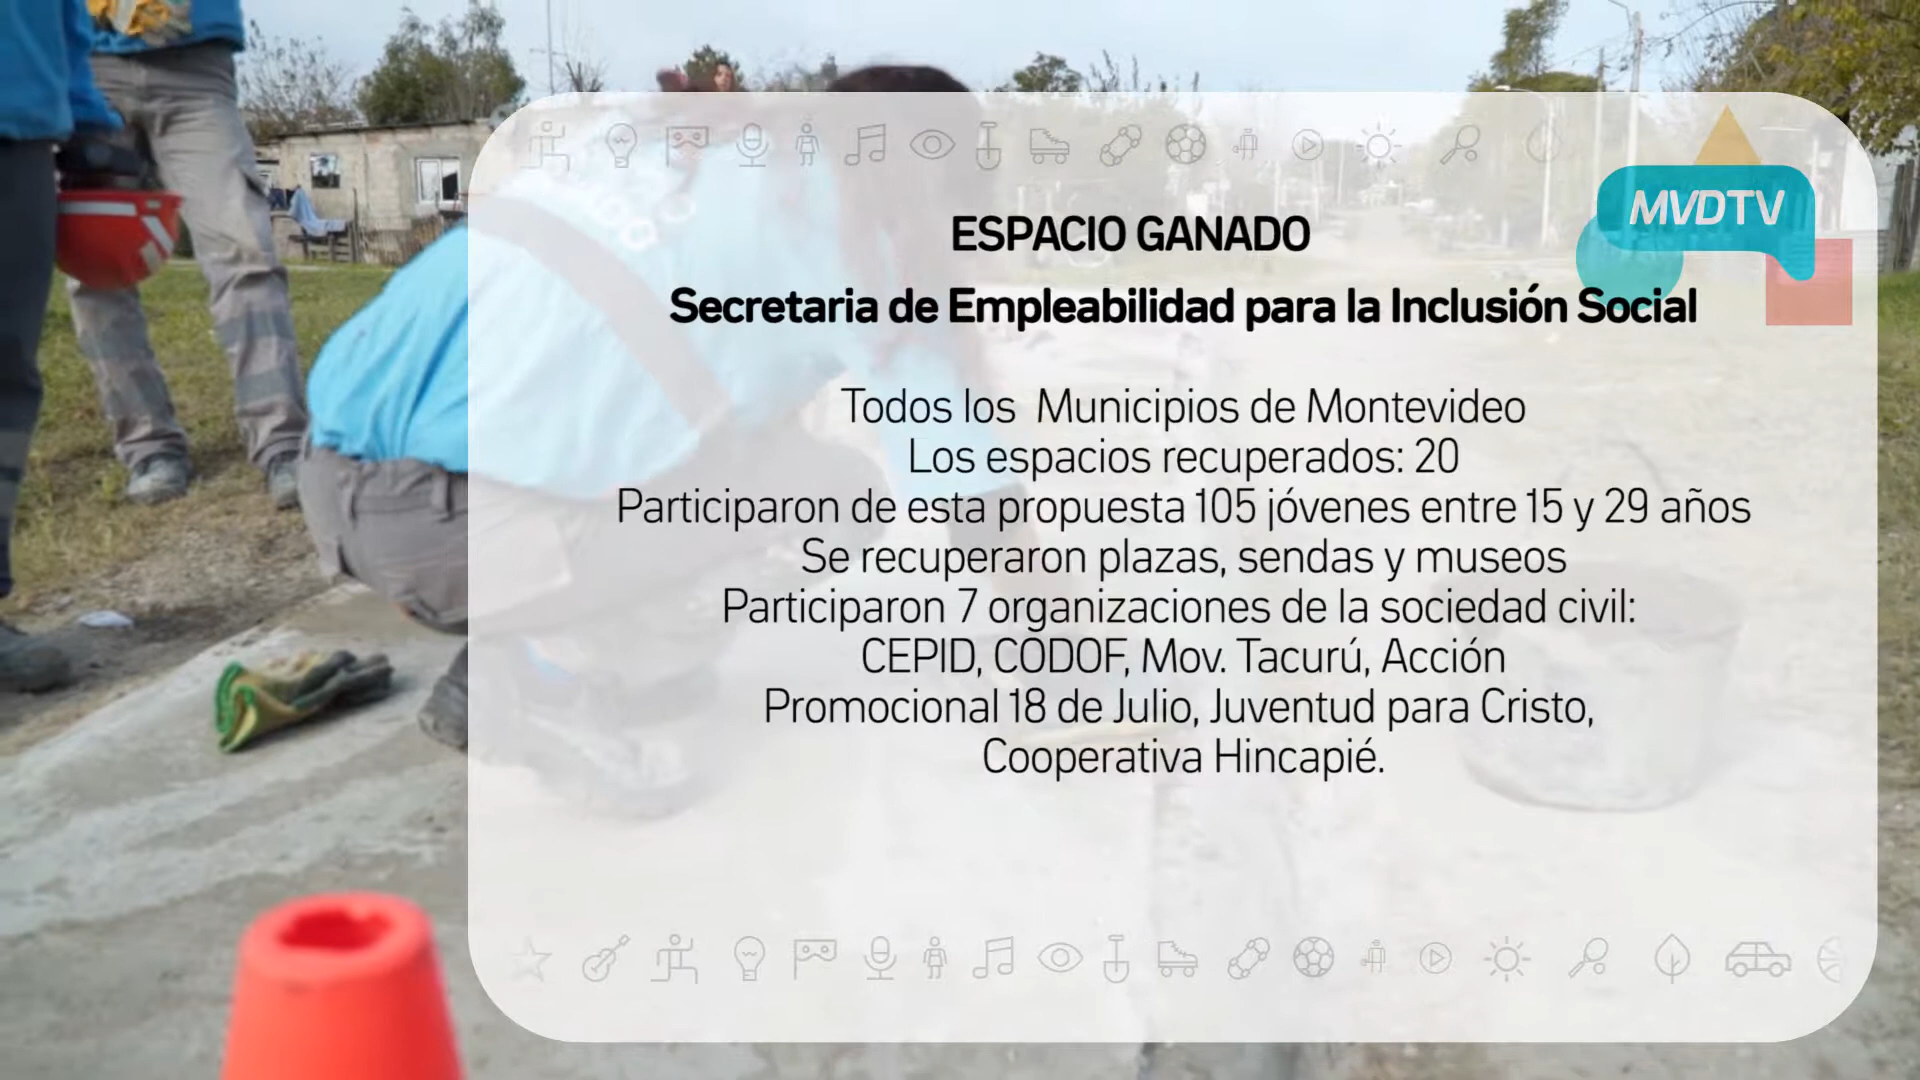 MVDTV
ESPACIO GANADO
Secretaria de Empleabilidad para la Inclusión Social
Todos los Municipios de Montevideo
Los espacios recuperados: 20
Participaron de esta propuesta 105 jóvenes entre 15 y 29 años
Se recuperaron plazas, sendas y museos
Participaron 7 organizaciones de la sociedad civil:
CEPID, CODOF, Mov. Tacurú, Acción
Promocional 18 de Julio, Juventud para Cristo,
Cooperativa Hincapié.